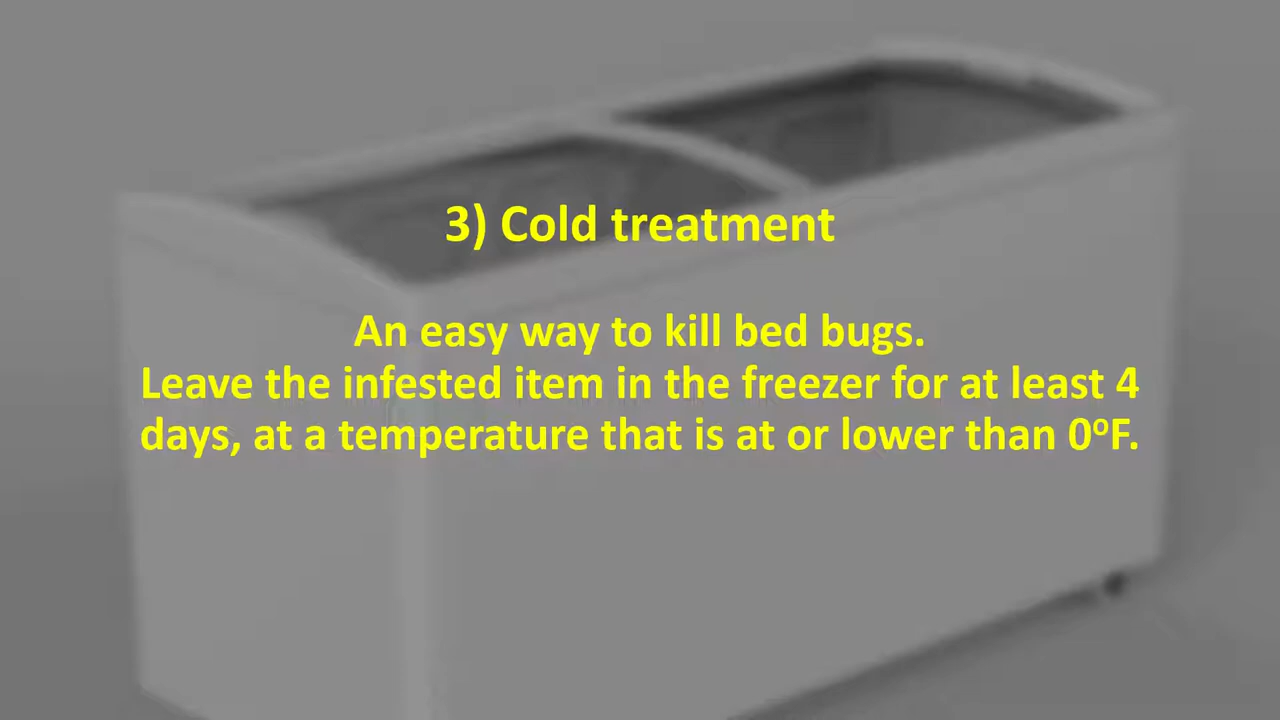 3) Cold treatment
An easy way to kill bed bugs.
Leave the infested item in the freezer for at least 4
days, at a temperature that is at or lower than 0ºF.